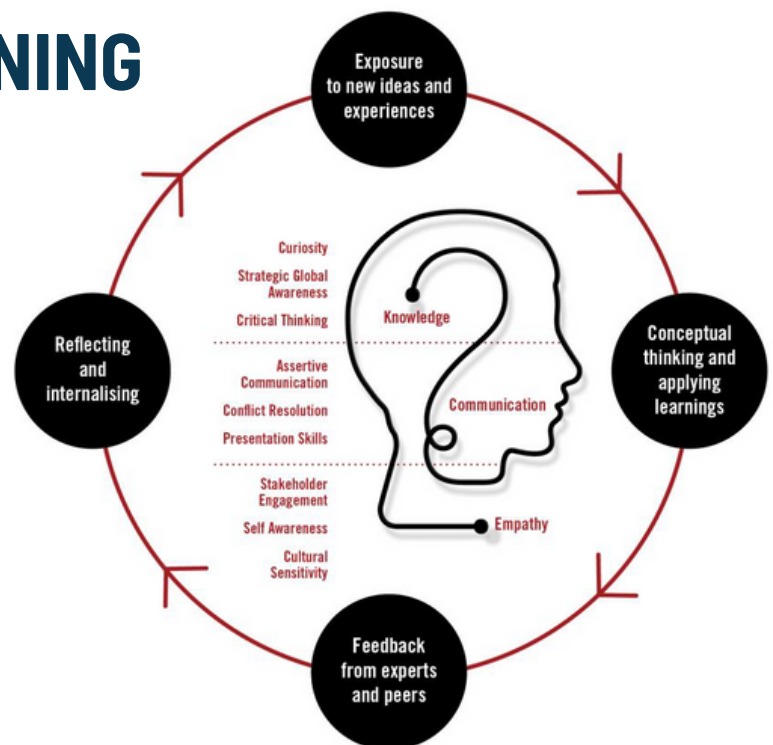 NING
Exposure
to new ideas and
experiences
Curiosity
Strategic Global
Awareness
Critical Thinking
Knowledge
Reflecting
and
internalising
Conceptual
thinking and
applying
learnings
Assertive
Communication
Conflict Resolution
Presentation Skills
Communication
Stakeholder
Engagement
Self Awareness
Cultural
Sensitivity
Empathy
Feedback
from experts
and peers